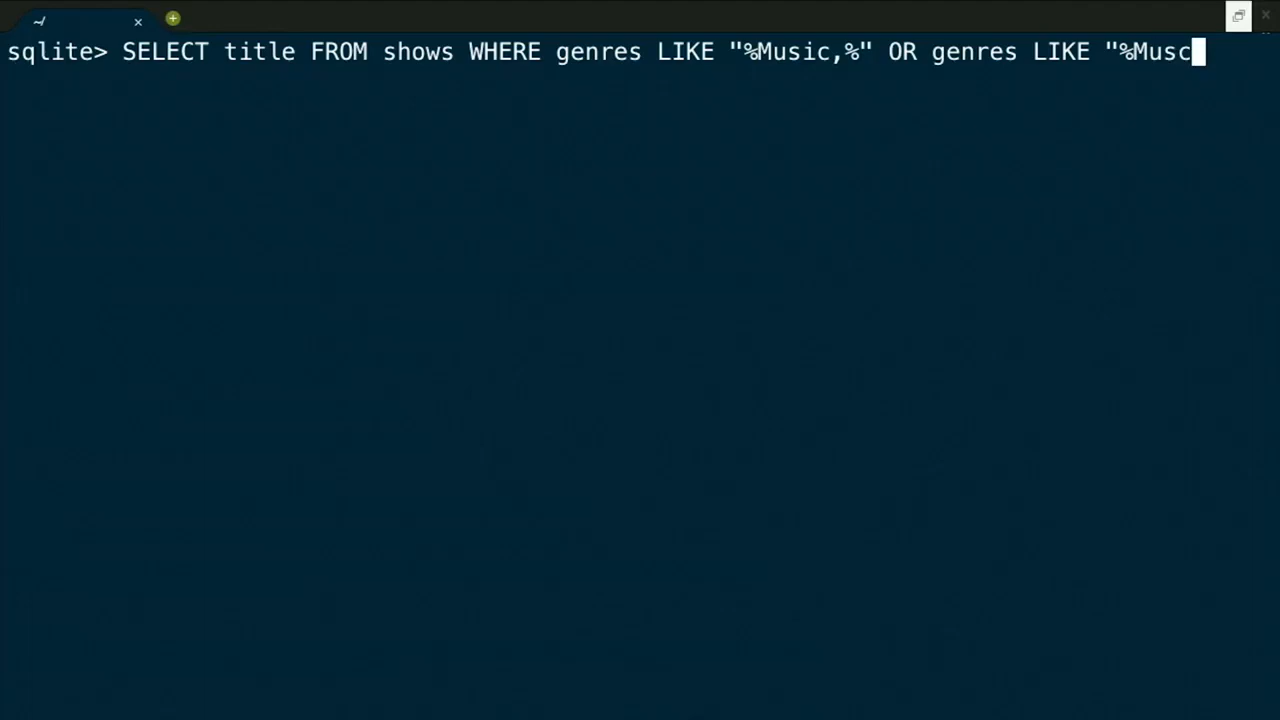 ~/
sqlite> SELECT title FROM shows WHERE genres LIKE "%Music,%" OR genres LIKE "%Musc